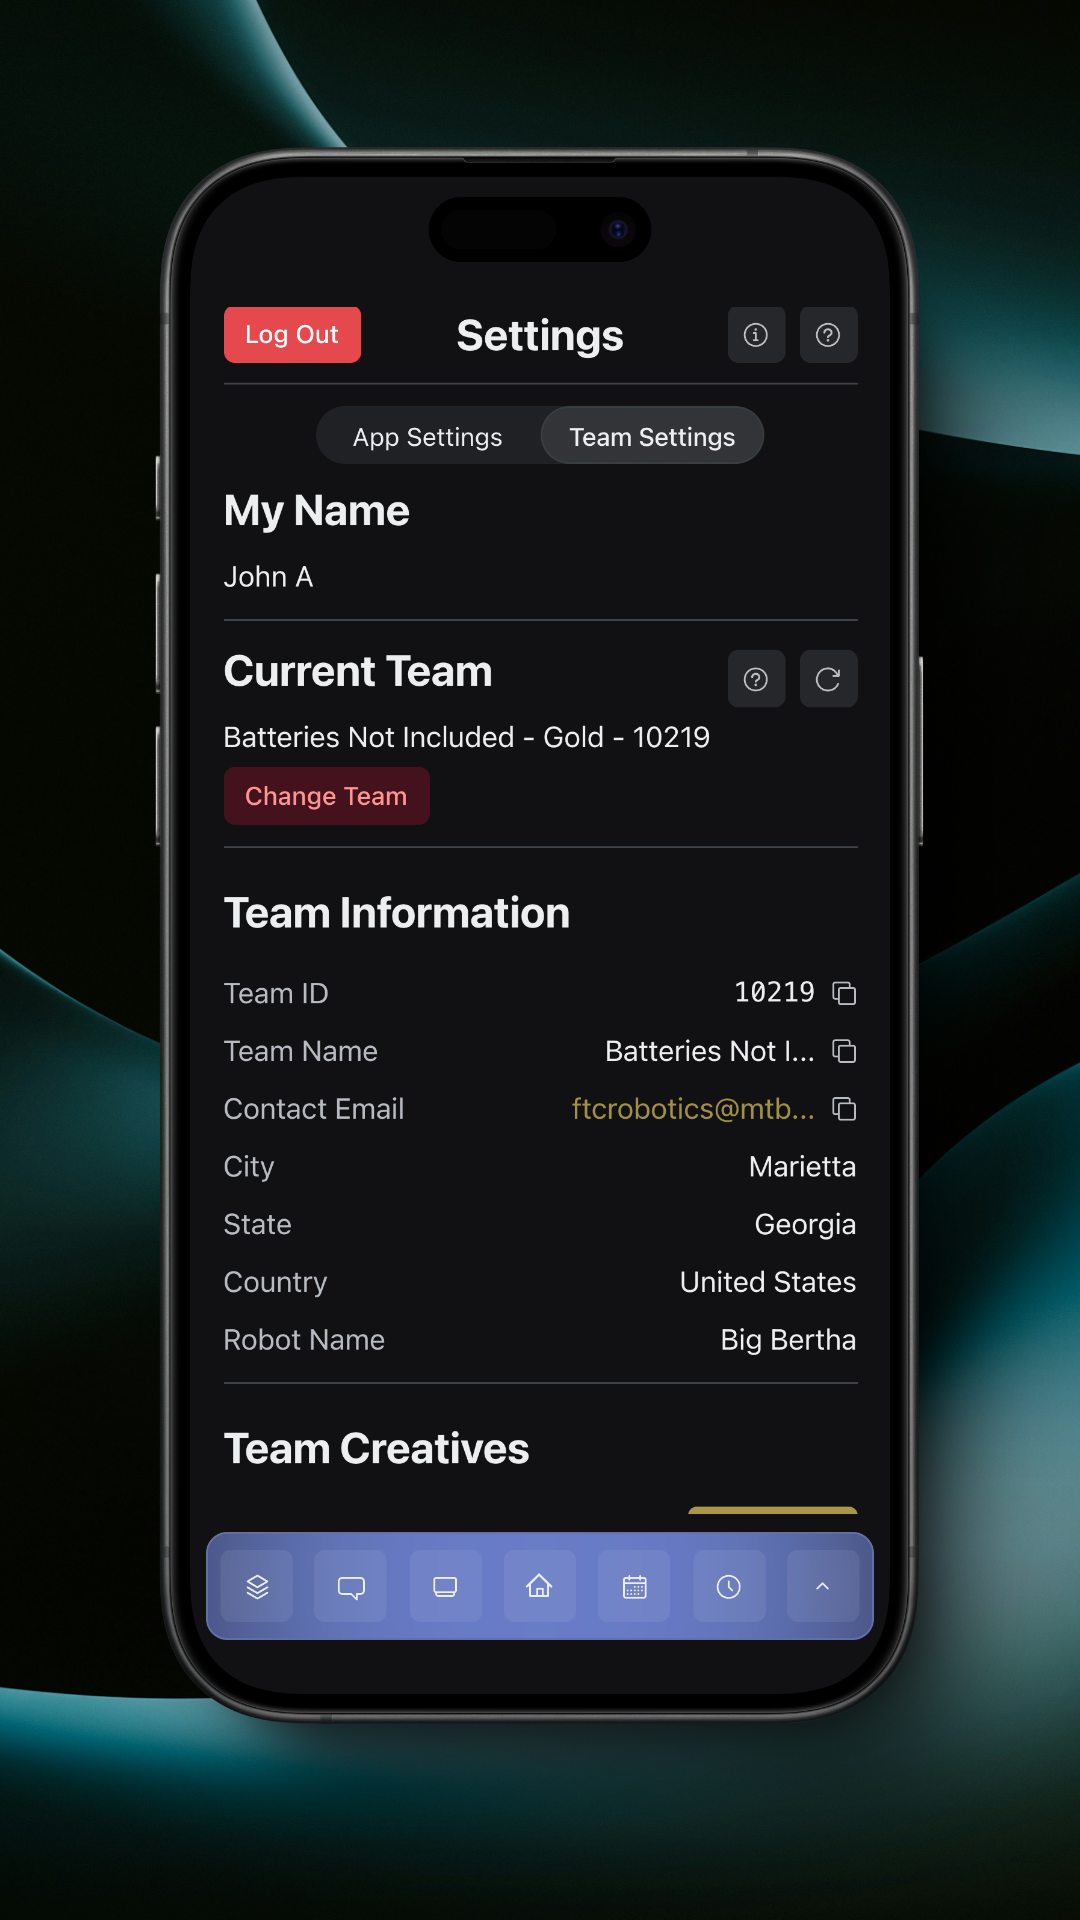 Log Out
Settings
App Settings
Team Settings
My Name
John A
Current Team
Batteries Not Included - Gold - 10219
Change Team
Team Information
Team ID 10219
Team Name Batteries Not I...
Contact Email ftcrobotics@mtb...
City Marietta
State Georgia
Country United States
Robot Name Big Bertha
Team Creatives